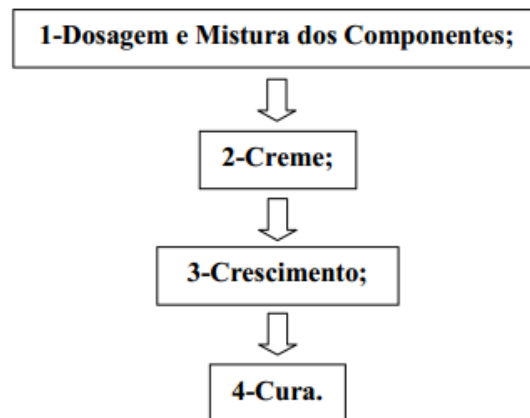 1-Dosagem e Mistura dos Componentes;
2-Creme;
3-Crescimento;
4-Cura.